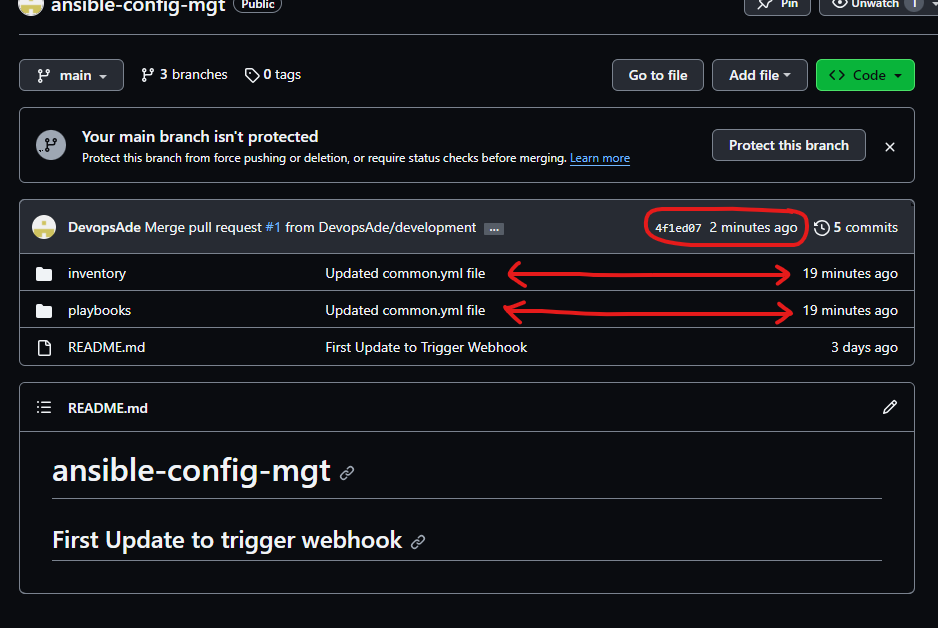 ansible-config-mgt Public Pin Unwatch 1
main 3 branches 0 tags Go to file Add file Code
Your main branch isn't protected
Protect this branch from force pushing or deletion, or require status checks before merging. Learn more Protect this branch
DevopsAde Merge pull request #1 from DevopsAde/development ... 4f1ed07 2 minutes ago 5 commits
inventory Updated common.yml file 19 minutes ago
playbooks Updated common.yml file 19 minutes ago
README.md First Update to Trigger Webhook 3 days ago
README.md
ansible-config-mgt
First Update to trigger webhook